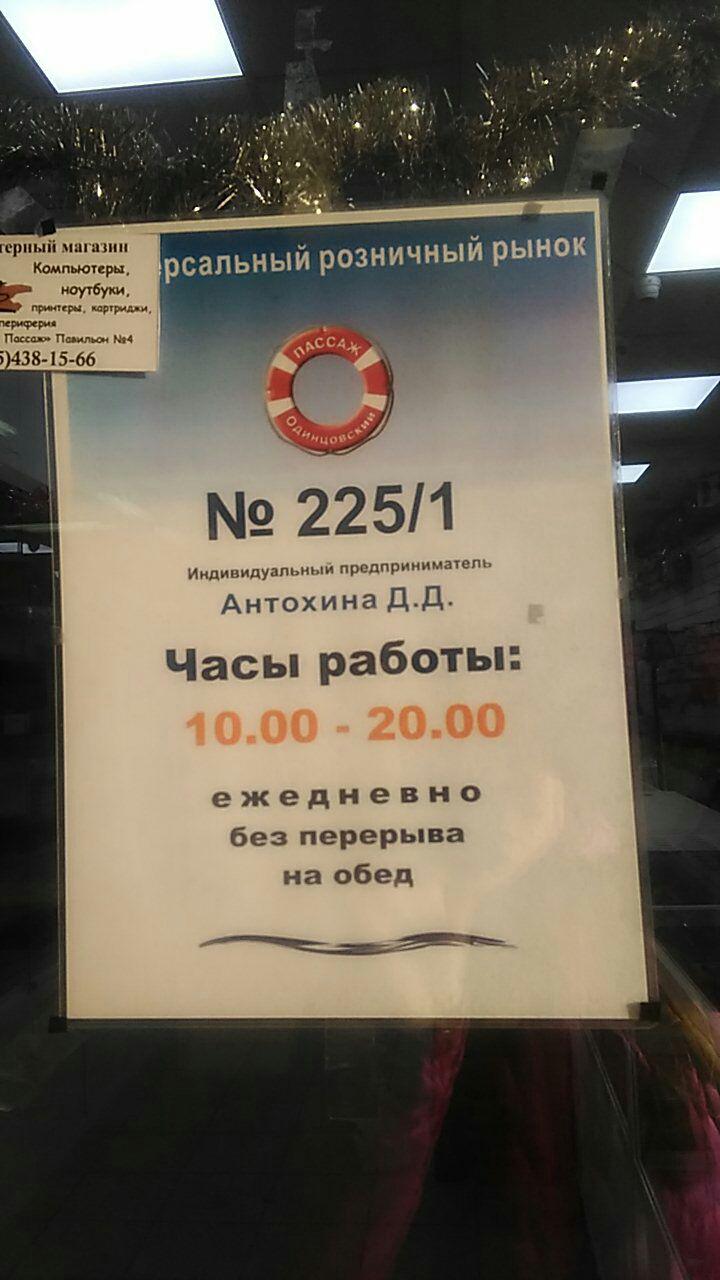 терный магазин
Компьютеры,
ноутбуки,
принтеры, картриджи,
периферия
Пассаж» Павильон №4
5)438-15-66
ерсальный розничный рынок
ПАССАЖ
Одинцовский
№ 225/1
Индивидуальный предприниматель
Антохина Д.Д.
Часы работы:
10.00 - 20.00
ежедневно
без перерыва
на обед